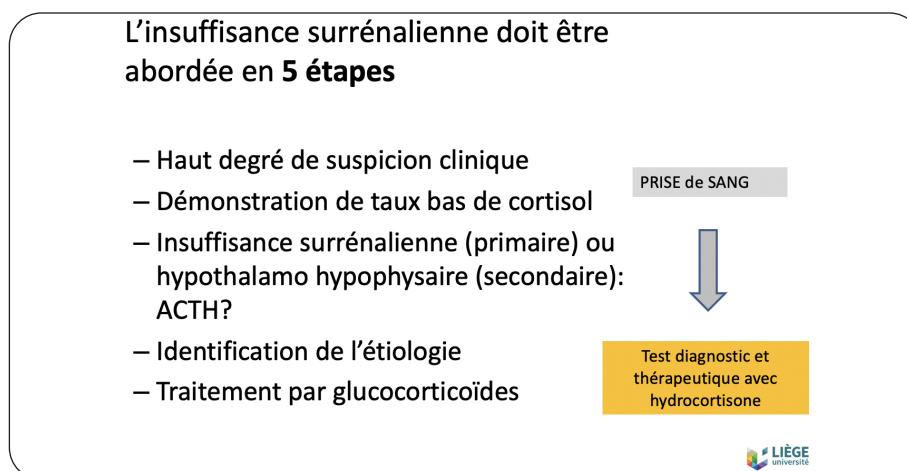 L’insuffisance surrénalienne doit être
abordée en 5 étapes
– Haut degré de suspicion clinique
– Démonstration de taux bas de cortisol
– Insuffisance surrénalienne (primaire) ou
hypothalamo hypophysaire (secondaire):
ACTH?
– Identification de l’étiologie
– Traitement par glucocorticoïdes
PRISE de SANG
Test diagnostic et
thérapeutique avec
hydrocortisone
LIÈGE
université